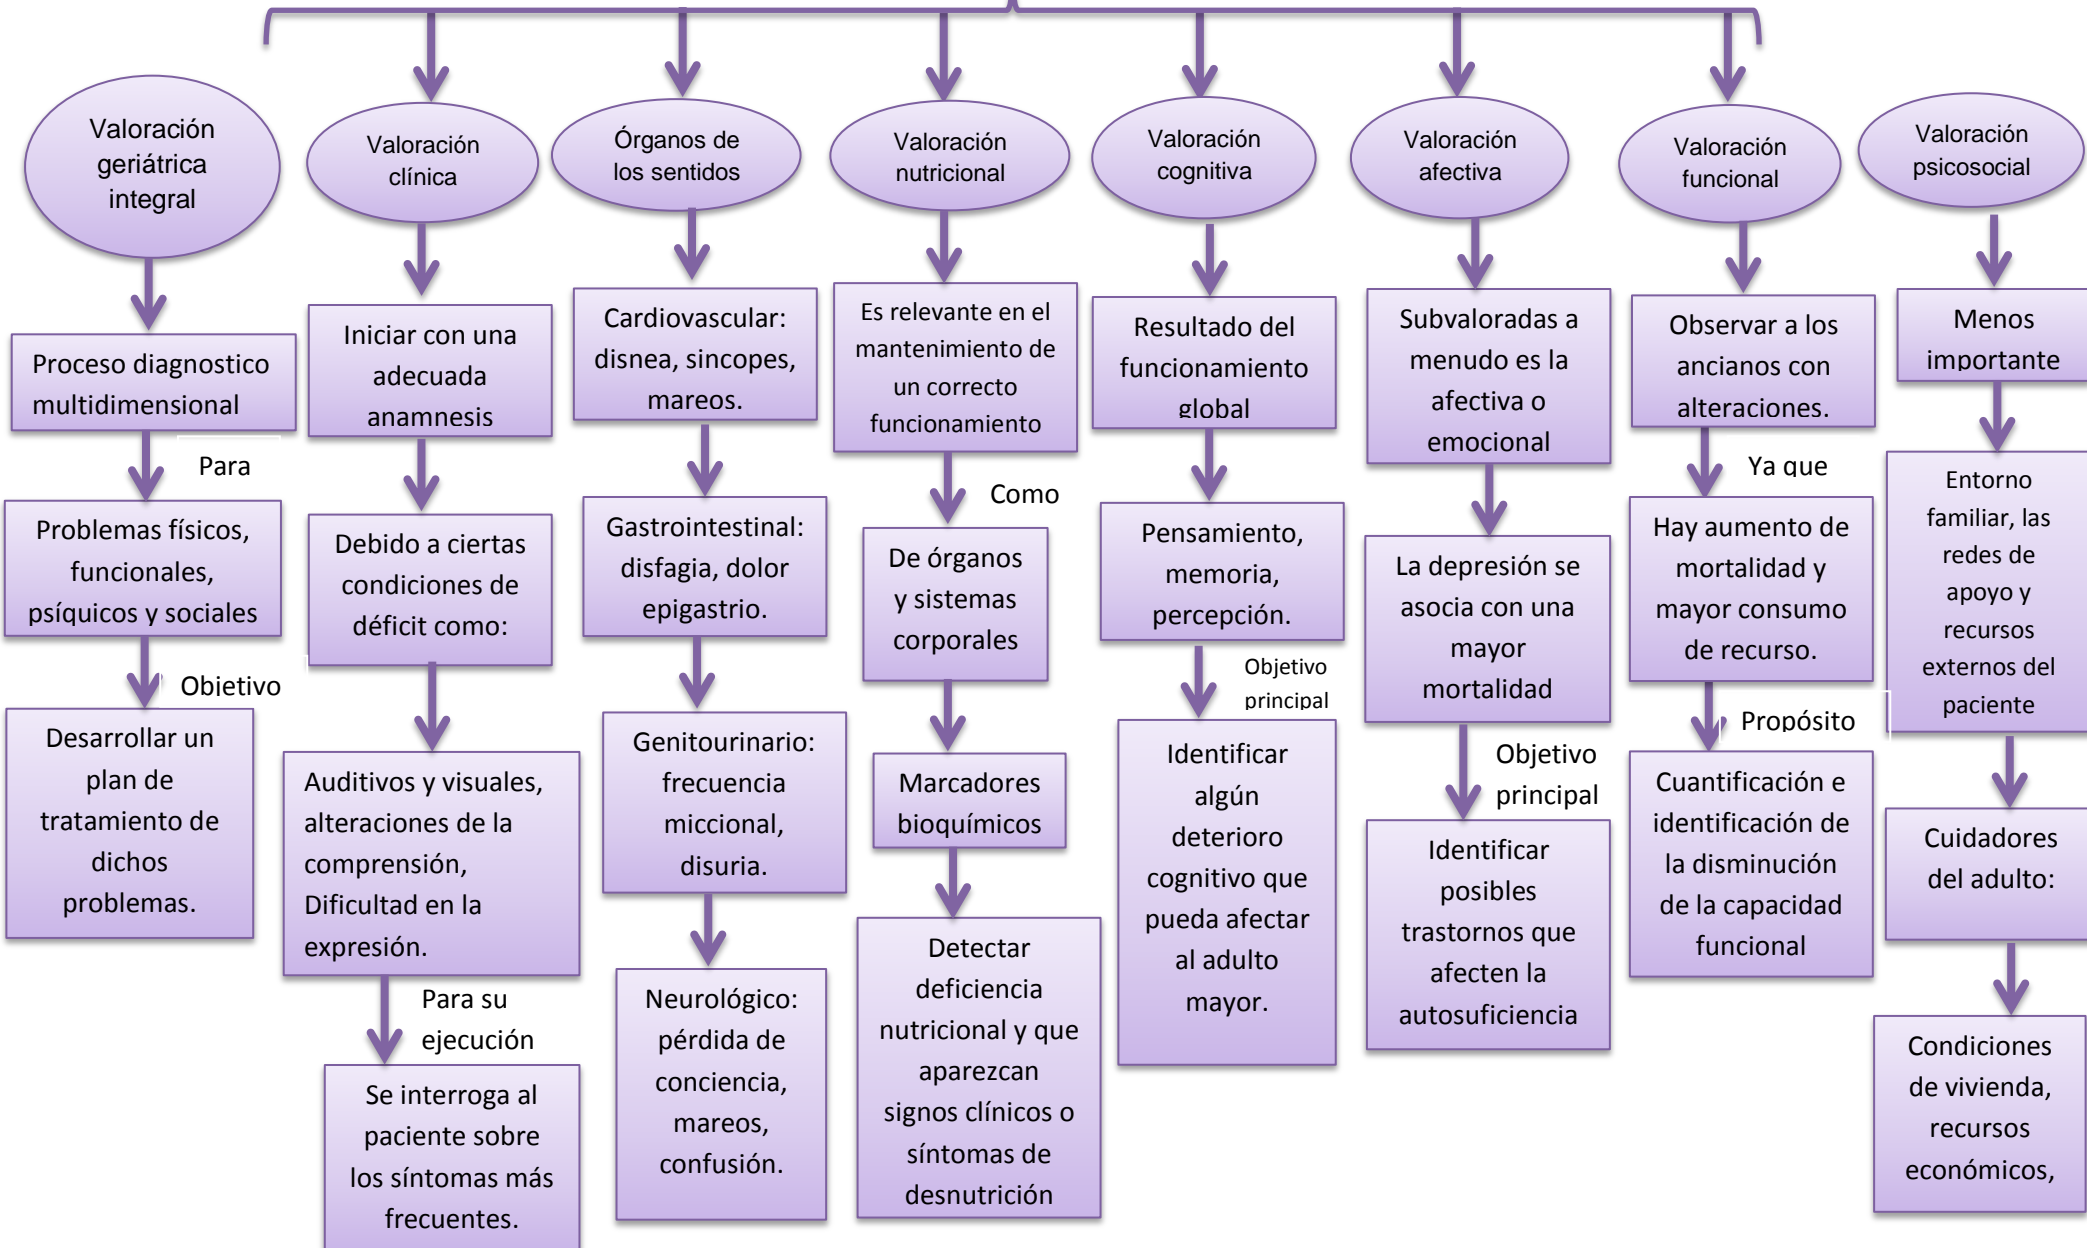 Valoración
geriátrica
integral
Proceso diagnostico
multidimensional
Para
Problemas físicos,
funcionales,
psíquicos y sociales
Objetivo
Desarrollar un
plan de
tratamiento de
dichos
problemas.
Valoración
clínica
Iniciar con una
adecuada
anamnesis
Debido a ciertas
condiciones de
déficit como:
Auditivos y visuales,
alteraciones de la
comprensión,
Dificultad en la
expresión.
Para su
ejecución
Se interroga al
paciente sobre
los síntomas más
frecuentes.
Órganos de
los sentidos
Cardiovascular:
disnea, sincopes,
mareos.
Gastrointestinal:
disfagia, dolor
epigastrio.
Genitourinario:
frecuencia
miccional,
disuria.
Neurológico:
pérdida de
conciencia,
mareos,
confusión.
Valoración
nutricional
Es relevante en el
mantenimiento de
un correcto
funcionamiento
Como
De órganos
y sistemas
corporales
Marcadores
bioquímicos
Detectar
deficiencia
nutricional y que
aparezcan
signos clínicos o
síntomas de
desnutrición
Valoración
cognitiva
Resultado del
funcionamiento
global
Pensamiento,
memoria,
percepción.
Objetivo
principal
Identificar
algún
deterioro
cognitivo que
pueda afectar
al adulto
mayor.
Valoración
afectiva
Subvaloradas a
menudo es la
afectiva o
emocional
La depresión se
asocia con una
mayor
mortalidad
Objetivo
principal
Identificar
posibles
trastornos que
afecten la
autosuficiencia
Valoración
funcional
Observar a los
ancianos con
alteraciones.
Ya que
Hay aumento de
mortalidad y
mayor consumo
de recurso.
Propósito
Cuantificación e
identificación de
la disminución
de la capacidad
funcional
Valoración
psicosocial
Menos
importante
Entorno
familiar, las
redes de
apoyo y
recursos
externos del
paciente
Cuidadores
del adulto:
Condiciones
de vivienda,
recursos
económicos,